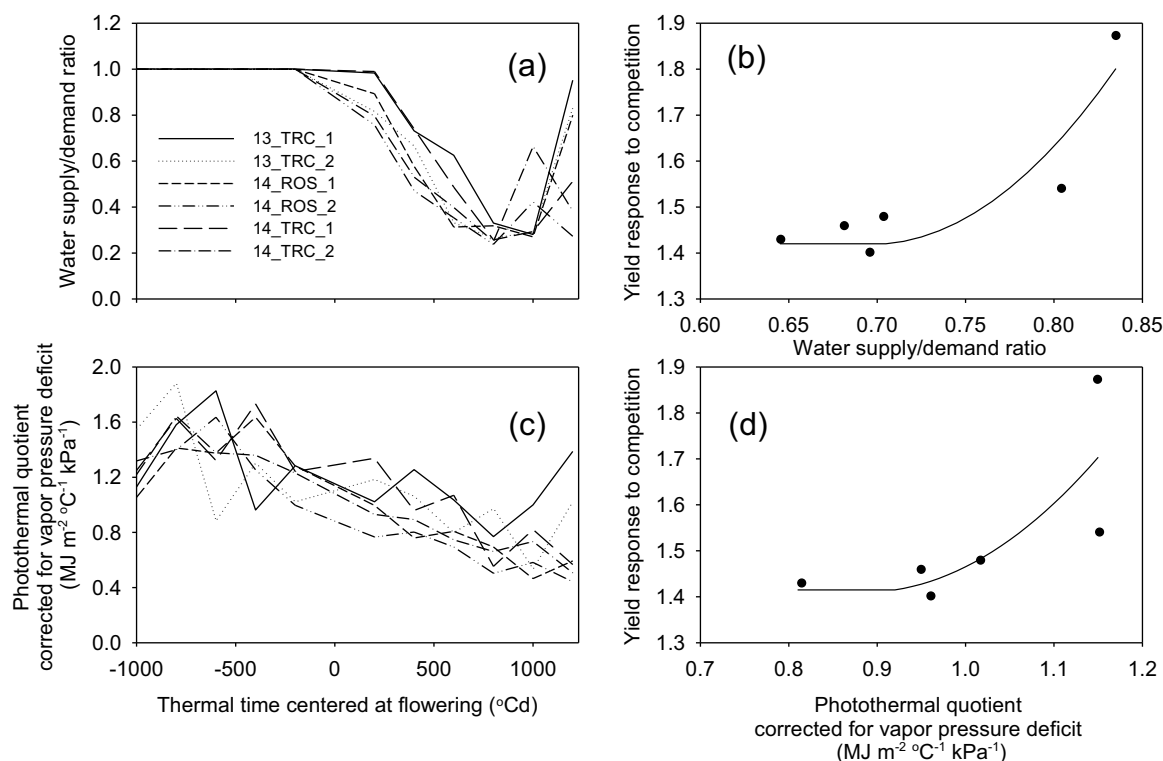 1.2
1.0
0.8
0.6
0.4
0.2
0.0
Water supply/demand ratio
(a)
13_TRC_1
13_TRC_2
14_ROS_1
14_ROS_2
14_TRC_1
14_TRC_2
1.9
1.8
1.7
1.6
1.5
1.4
1.3
Yield response to competition
(b)
0.60 0.65 0.70 0.75 0.80 0.85
Water supply/demand ratio
2.0
1.6
1.2
0.8
0.4
0.0
Photothermal quotient
corrected for vapor pressure deficit
(MJ m⁻² ᵒC⁻¹ kPa⁻¹)
(c)
-1000 -500 0 500 1000
Thermal time centered at flowering (ᵒCd)
1.9
1.8
1.7
1.6
1.5
1.4
1.3
Yield response to competition
(d)
0.7 0.8 0.9 1.0 1.1 1.2
Photothermal quotient
corrected for vapor pressure deficit
(MJ m⁻² ᵒC⁻¹ kPa⁻¹)